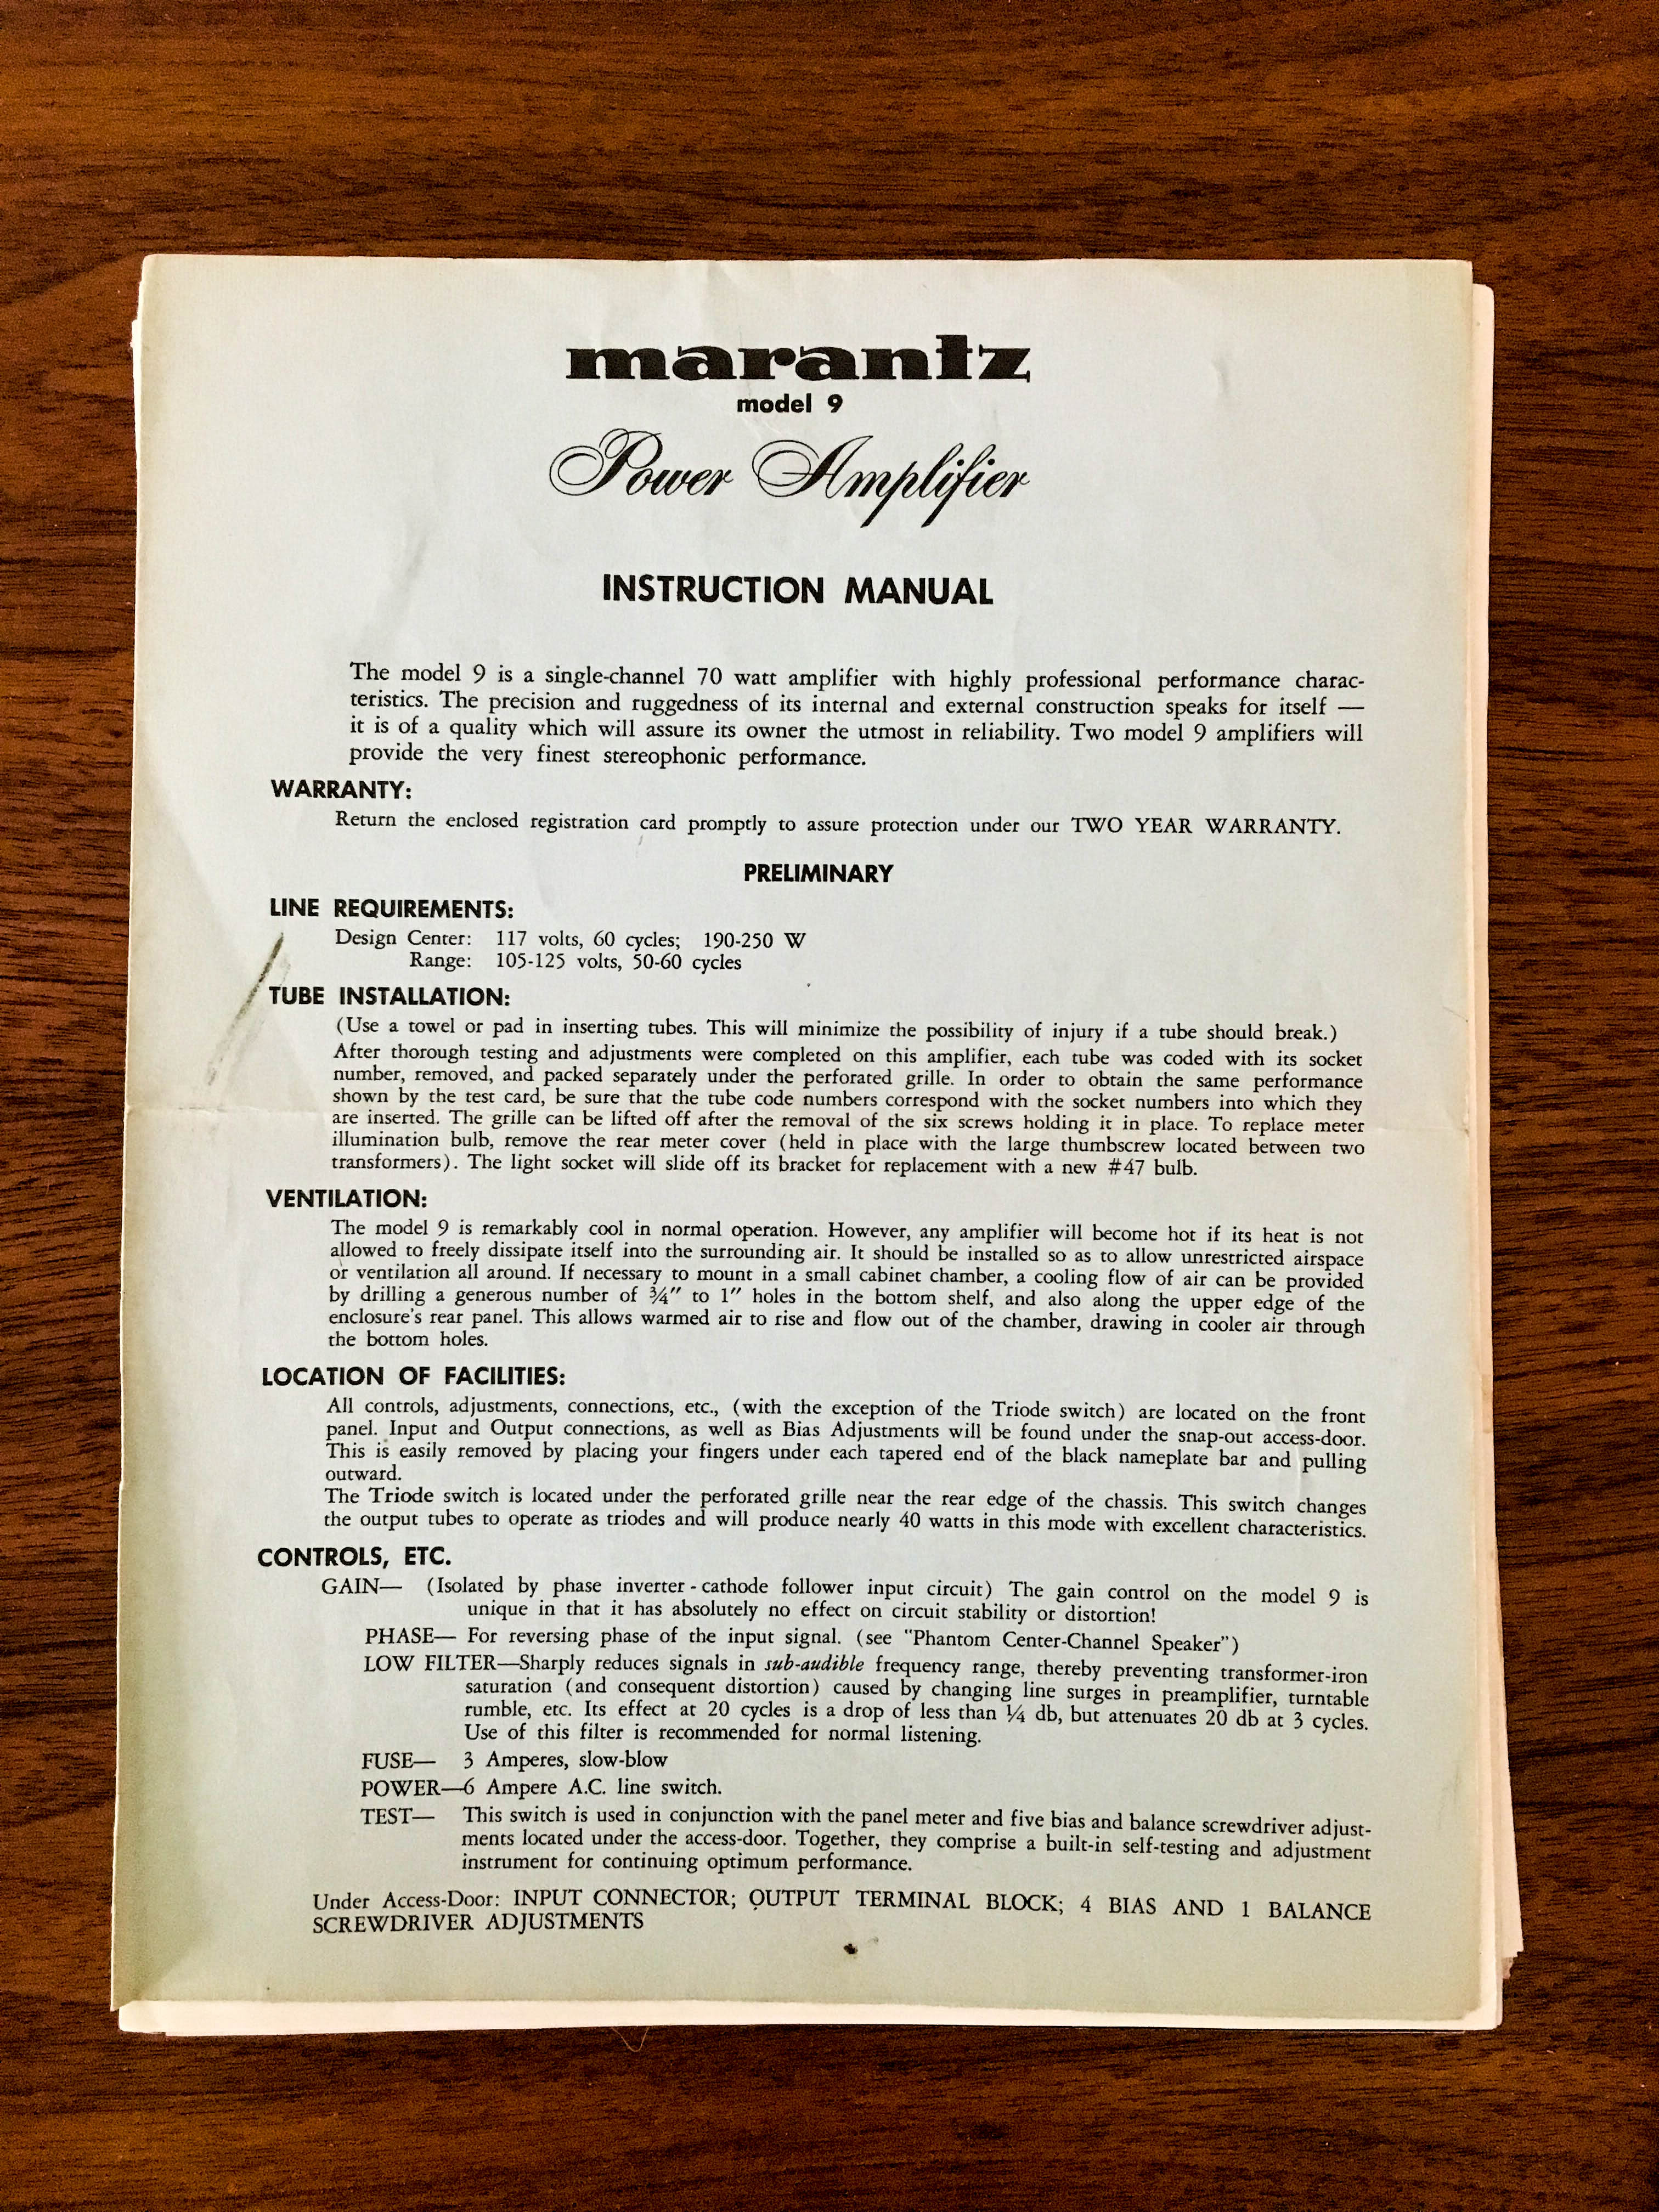 marantz
model 9
Power Amplifier
INSTRUCTION MANUAL
The model 9 is a single-channel 70 watt amplifier with highly professional performance charac-
teristics. The precision and ruggedness of its internal and external construction speaks for itself —
it is of a quality which will assure its owner the utmost in reliability. Two model 9 amplifiers will
provide the very finest stereophonic performance.
WARRANTY:
Return the enclosed registration card promptly to assure protection under our TWO YEAR WARRANTY.
PRELIMINARY
LINE REQUIREMENTS:
Design Center: 117 volts, 60 cycles; 190-250 W
Range: 105-125 volts, 50-60 cycles
TUBE INSTALLATION:
(Use a towel or pad in inserting tubes. This will minimize the possibility of injury if a tube should break.)
After thorough testing and adjustments were completed on this amplifier, each tube was coded with its socket
number, removed, and packed separately under the perforated grille. In order to obtain the same performance
shown by the test card, be sure that the tube code numbers correspond with the socket numbers into which they
are inserted. The grille can be lifted off after the removal of the six screws holding it in place. To replace meter
illumination bulb, remove the rear meter cover (held in place with the large thumbscrew located between two
transformers). The light socket will slide off its bracket for replacement with a new #47 bulb.
VENTILATION:
The model 9 is remarkably cool in normal operation. However, any amplifier will become hot if its heat is not
allowed to freely dissipate itself into the surrounding air. It should be installed so as to allow unrestricted airspace
or ventilation all around. If necessary to mount in a small cabinet chamber, a cooling flow of air can be provided
by drilling a generous number of ¾" to 1" holes in the bottom shelf, and also along the upper edge of the
enclosure's rear panel. This allows warmed air to rise and flow out of the chamber, drawing in cooler air through
the bottom holes.
LOCATION OF FACILITIES:
All controls, adjustments, connections, etc., (with the exception of the Triode switch) are located on the front
panel. Input and Output connections, as well as Bias Adjustments will be found under the snap-out access-door.
This is easily removed by placing your fingers under each tapered end of the black nameplate bar and pulling
outward.
The Triode switch is located under the perforated grille near the rear edge of the chassis. This switch changes
the output tubes to operate as triodes and will produce nearly 40 watts in this mode with excellent characteristics.
CONTROLS, ETC.
GAIN— (Isolated by phase inverter - cathode follower input circuit) The gain control on the model 9 is
unique in that it has absolutely no effect on circuit stability or distortion!
PHASE— For reversing phase of the input signal. (see "Phantom Center-Channel Speaker")
LOW FILTER—Sharply reduces signals in sub-audible frequency range, thereby preventing transformer-iron
saturation (and consequent distortion) caused by changing line surges in preamplifier, turntable
rumble, etc. Its effect at 20 cycles is a drop of less than ¼ db, but attenuates 20 db at 3 cycles.
Use of this filter is recommended for normal listening.
FUSE— 3 Amperes, slow-blow
POWER—6 Ampere A.C. line switch.
TEST— This switch is used in conjunction with the panel meter and five bias and balance screwdriver adjust-
ments located under the access-door. Together, they comprise a built-in self-testing and adjustment
instrument for continuing optimum performance.
Under Access-Door: INPUT CONNECTOR; OUTPUT TERMINAL BLOCK; 4 BIAS AND 1 BALANCE
SCREWDRIVER ADJUSTMENTS